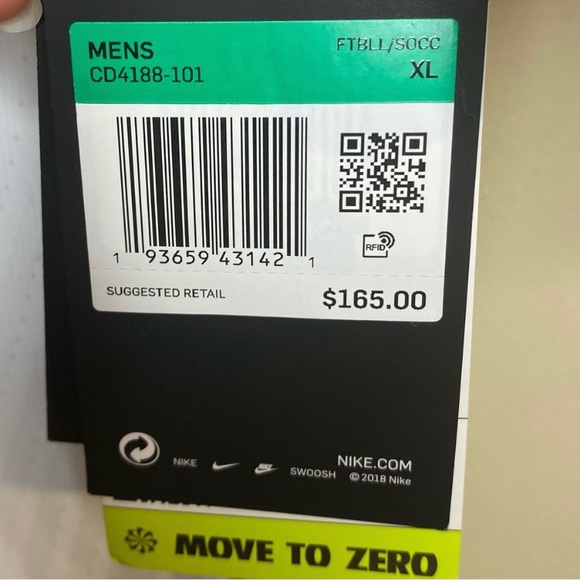 MENS
FTBLL/SOCC
CD4188-101
XL
1 93659 43142 1
RFID
SUGGESTED RETAIL
$165.00
NIKE
SWOOSH
NIKE.COM
© 2018 Nike
MOVE TO ZERO